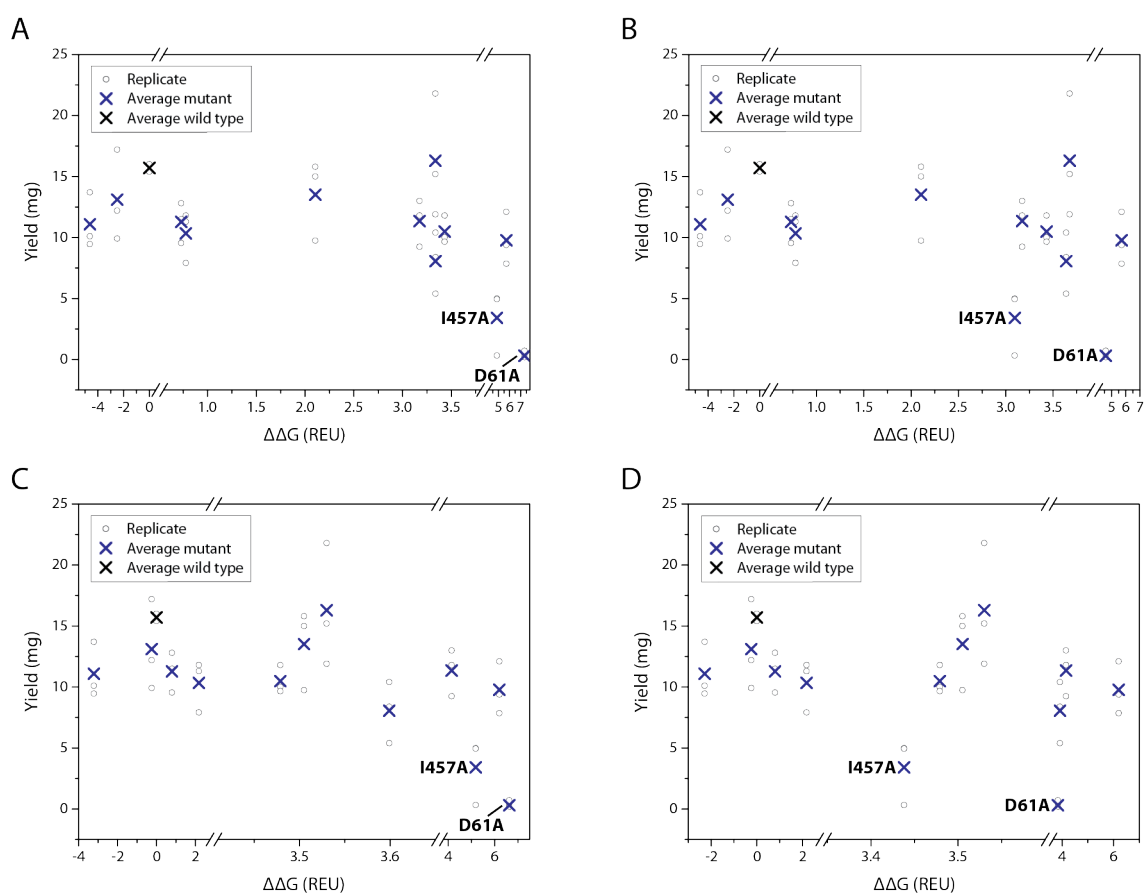 A
25
20
15
10
5
0
Yield (mg)
Replicate
Average mutant
Average wild type
I457A
D61A
-4 -2 0 1.0 1.5 2.0 2.5 3.0 3.5 5 6 7
ΔΔG (REU)
B
25
20
15
10
5
0
Yield (mg)
Replicate
Average mutant
Average wild type
I457A
D61A
-4 -2 0 1.0 1.5 2.0 2.5 3.0 3.5 5 6 7
ΔΔG (REU)
C
25
20
15
10
5
0
Yield (mg)
Replicate
Average mutant
Average wild type
I457A
D61A
-4 -2 0 2 3.5 3.6 4 6
ΔΔG (REU)
D
25
20
15
10
5
0
Yield (mg)
Replicate
Average mutant
Average wild type
I457A
D61A
-2 0 2 3.4 3.5 4 6
ΔΔG (REU)